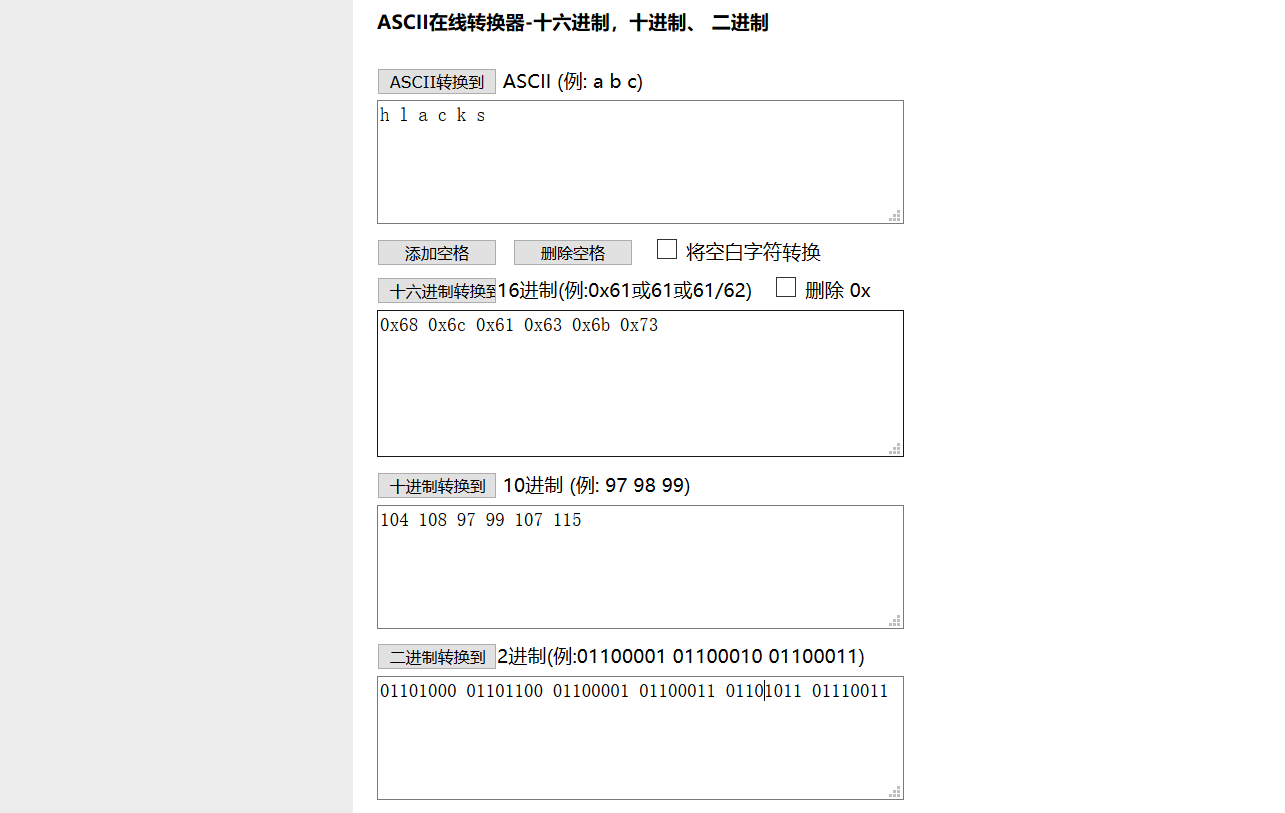 ASCII在线转换器-十六进制，十进制、 二进制
ASCII转换到 ASCII (例: a b c)
h l a c k s
添加空格 删除空格 将空白字符转换
十六进制转换到16进制(例:0x61或61或61/62) 删除 0x
0x68 0x6c 0x61 0x63 0x6b 0x73
十进制转换到 10进制 (例: 97 98 99)
104 108 97 99 107 115
二进制转换到2进制(例:01100001 01100010 01100011)
01101000 01101100 01100001 01100011 01101011 01110011